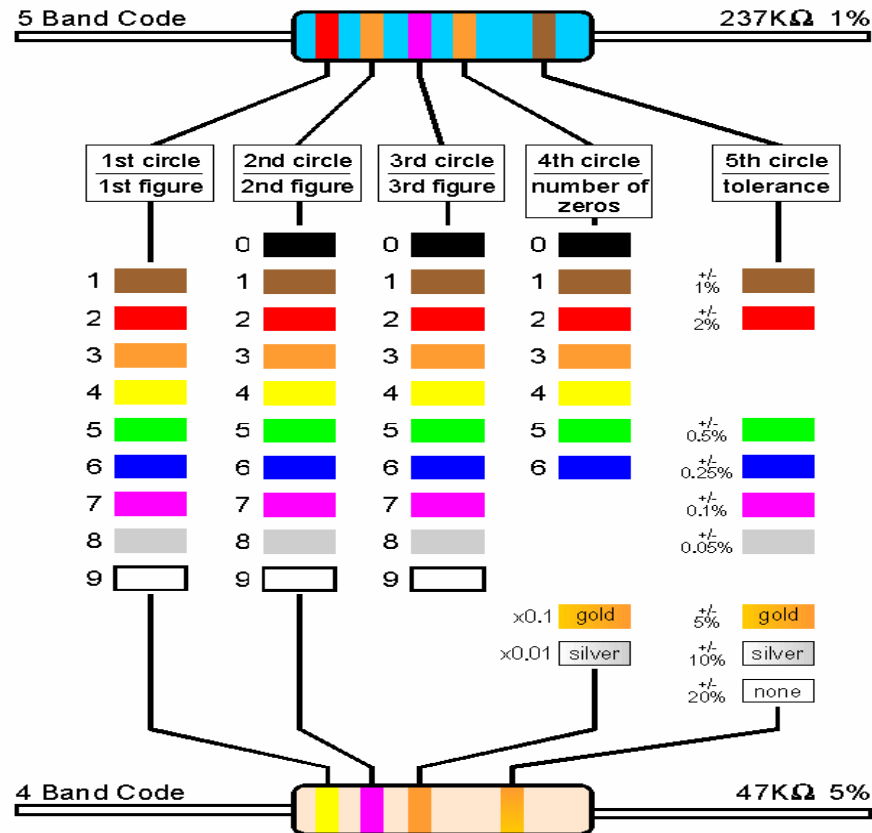 5 Band Code 237KΩ 1%
1st circle
1st figure
2nd circle
2nd figure
3rd circle
3rd figure
4th circle
number of
zeros
5th circle
tolerance
0 0 0
1 1 1 1 +/-
1%
2 2 2 2 +/-
2%
3 3 3 3
4 4 4 4
5 5 5 5 +/-
0.5%
6 6 6 6 +/-
0.25%
7 7 7 +/-
0.1%
8 8 8 +/-
0.05%
9 9 9
x0.1 gold +/-
5% gold
x0.01 silver +/-
10% silver
+/-
20% none
4 Band Code 47KΩ 5%